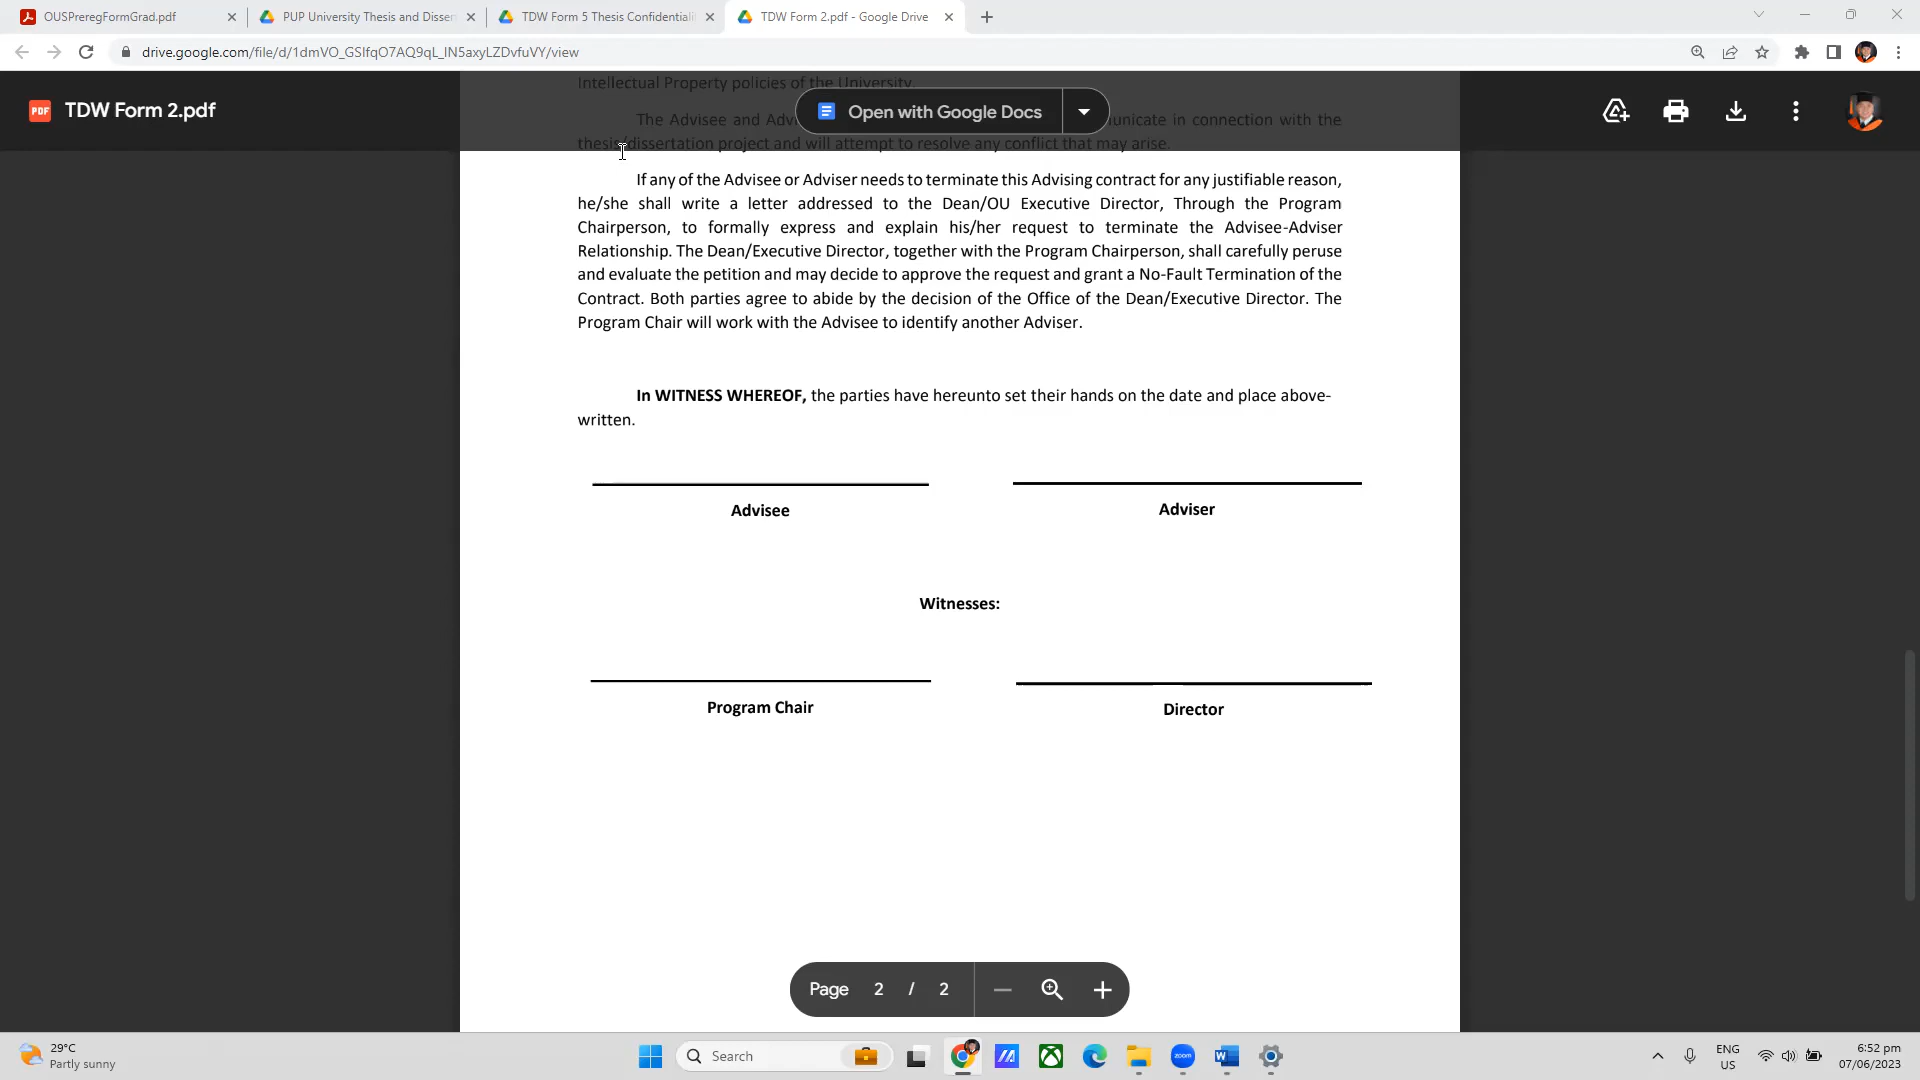 OUSPreregFormGrad.pdf
PUP University Thesis and Disser
TDW Form 5 Thesis Confidentiali
TDW Form 2.pdf - Google Drive
drive.google.com/file/d/1dmVO_GSIfqO7AQ9qL_IN5axyLZDvfuVY/view
PDF
TDW Form 2.pdf
Open with Google Docs
Intellectual Property policies of the University.
The Advisee and Adv
unicate in connection with the
thesis/dissertation project and will attempt to resolve any conflict that may arise.
If any of the Advisee or Adviser needs to terminate this Advising contract for any justifiable reason,
he/she shall write a letter addressed to the Dean/OU Executive Director, Through the Program
Chairperson, to formally express and explain his/her request to terminate the Advisee-Adviser
Relationship. The Dean/Executive Director, together with the Program Chairperson, shall carefully peruse
and evaluate the petition and may decide to approve the request and grant a No-Fault Termination of the
Contract. Both parties agree to abide by the decision of the Office of the Dean/Executive Director. The
Program Chair will work with the Advisee to identify another Adviser.
In WITNESS WHEREOF, the parties have hereunto set their hands on the date and place above-
written.
Advisee
Adviser
Witnesses:
Program Chair
Director
Page 2 / 2
29°C
Partly sunny
Search
zoom
ENG
US
6:52 pm
07/06/2023